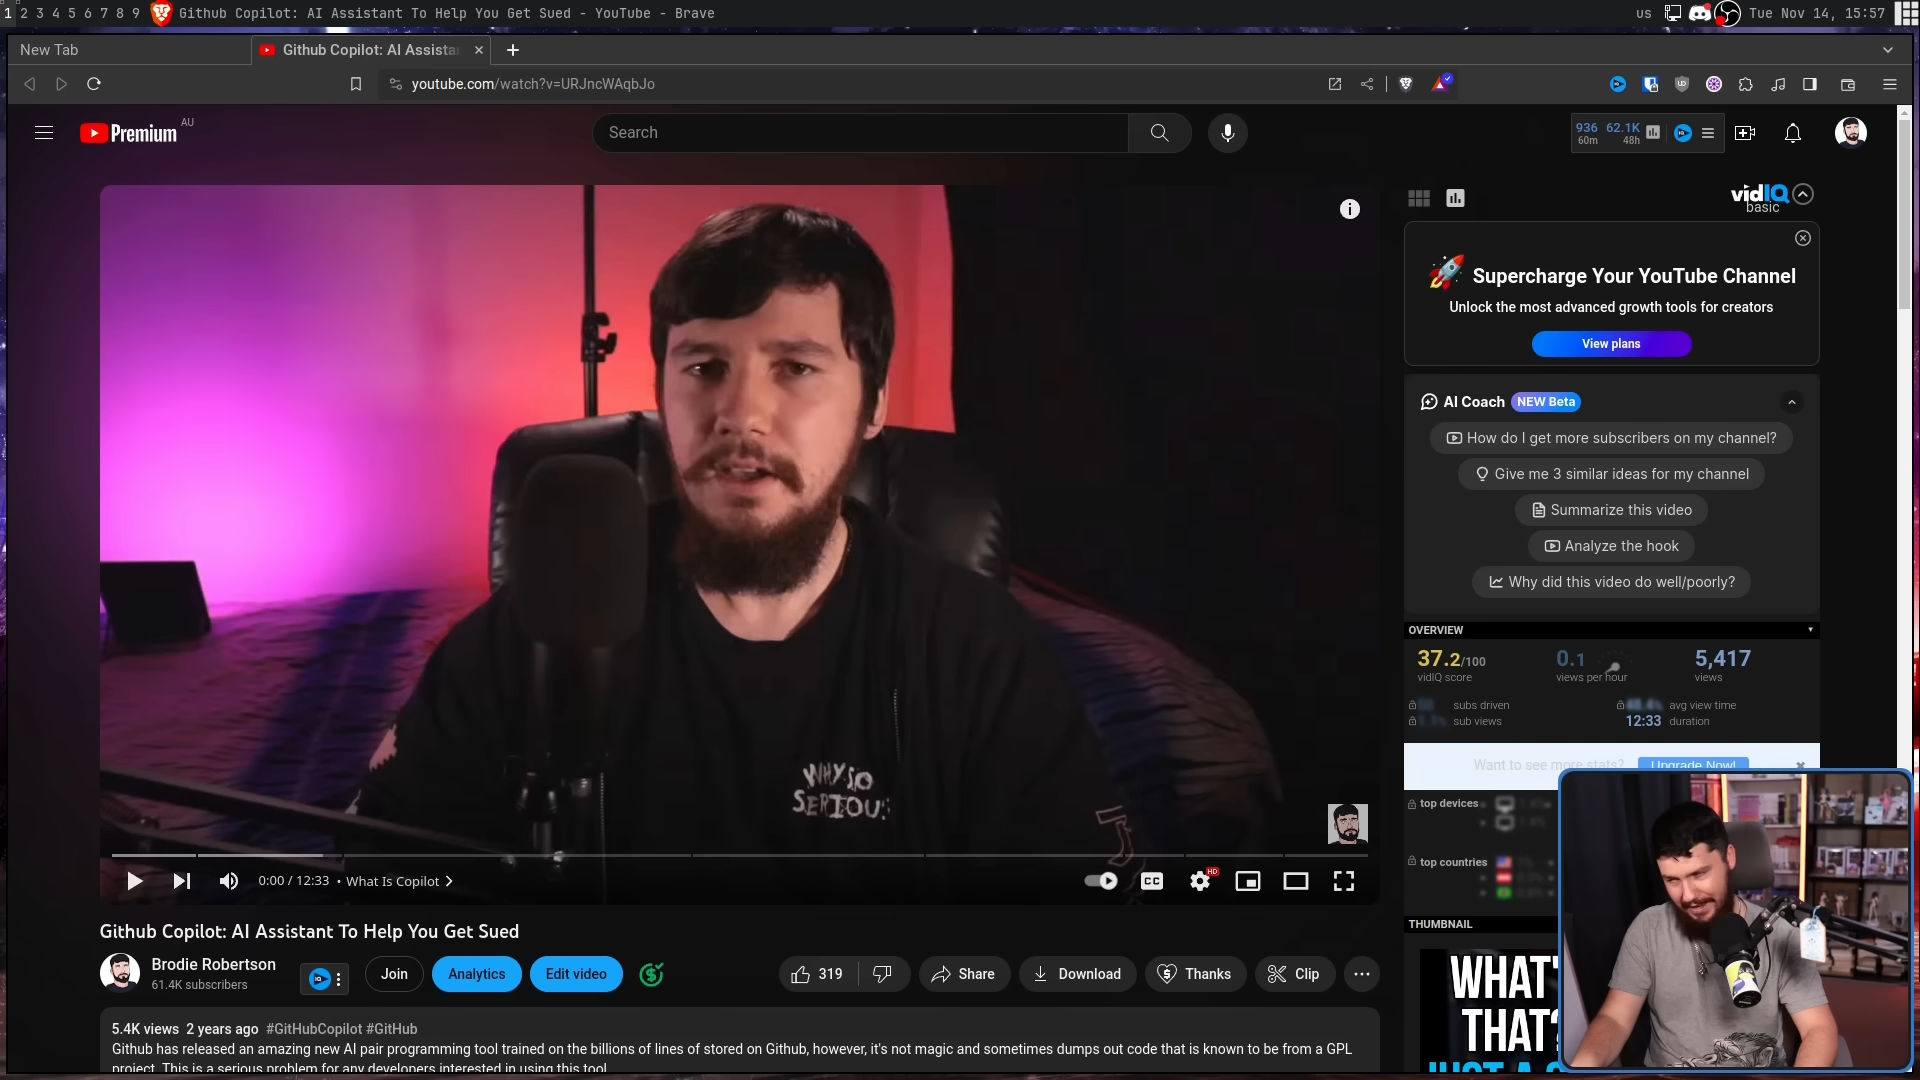 1 2 3 4 5 6 7 8 9 Github Copilot: AI Assistant To Help You Get Sued - YouTube - Brave
us Tue Nov 14, 15:57
New Tab
Github Copilot: AI Assistan
youtube.com/watch?v=URJncWAqbJo
Premium AU
Search
936 62.1K
60m 48h
vidIQ
basic
Supercharge Your YouTube Channel
Unlock the most advanced growth tools for creators
View plans
AI Coach NEW Beta
How do I get more subscribers on my channel?
Give me 3 similar ideas for my channel
Summarize this video
Analyze the hook
Why did this video do well/poorly?
OVERVIEW
37.2/100 0.1 5,417
vidIQ score views per hour views
subs driven avg view time
sub views 12:33 duration
Want to see more stats? Upgrade Now!
top devices
top countries
THUMBNAIL
WHY SO
SERIOUS
0:00 / 12:33 • What Is Copilot
CC HD
Github Copilot: AI Assistant To Help You Get Sued
Brodie Robertson
61.4K subscribers
Join Analytics Edit video 319 Share Download Thanks Clip
5.4K views 2 years ago #GitHubCopilot #GitHub
Github has released an amazing new AI pair programming tool trained on the billions of lines of stored on Github, however, it's not magic and sometimes dumps out code that is known to be from a GPL
project. This is a serious problem for any developers interested in using this tool
WHAT'
THAT?
JUST A